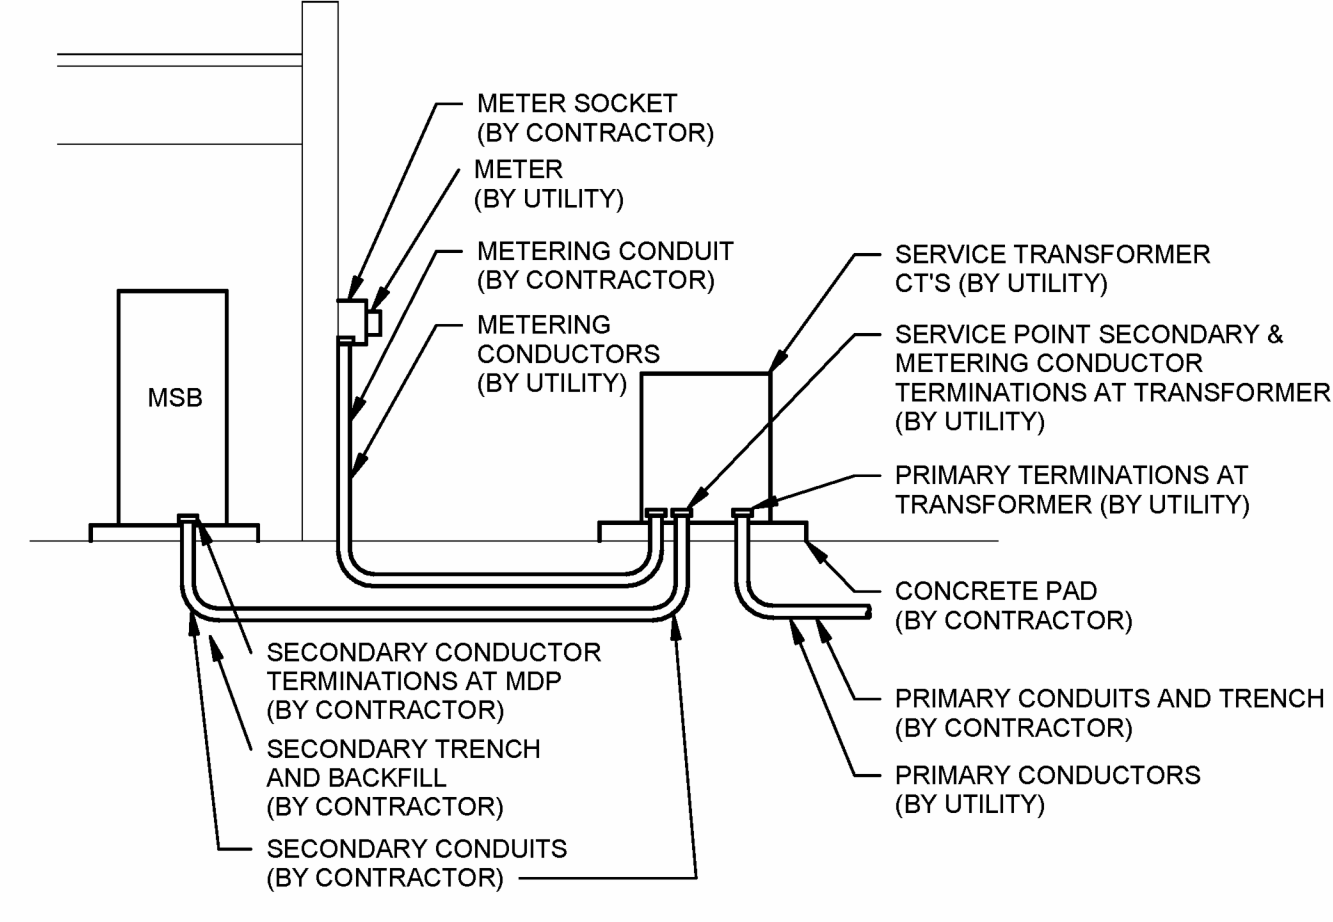 METER SOCKET
(BY CONTRACTOR)
METER
(BY UTILITY)
METERING CONDUIT
(BY CONTRACTOR)
METERING
CONDUCTORS
(BY UTILITY)
SERVICE TRANSFORMER
CT'S (BY UTILITY)
SERVICE POINT SECONDARY &
METERING CONDUCTOR
TERMINATIONS AT TRANSFORMER
(BY UTILITY)
MSB
PRIMARY TERMINATIONS AT
TRANSFORMER (BY UTILITY)
CONCRETE PAD
(BY CONTRACTOR)
SECONDARY CONDUCTOR
TERMINATIONS AT MDP
(BY CONTRACTOR)
SECONDARY TRENCH
AND BACKFILL
(BY CONTRACTOR)
SECONDARY CONDUITS
(BY CONTRACTOR)
PRIMARY CONDUITS AND TRENCH
(BY CONTRACTOR)
PRIMARY CONDUCTORS
(BY UTILITY)